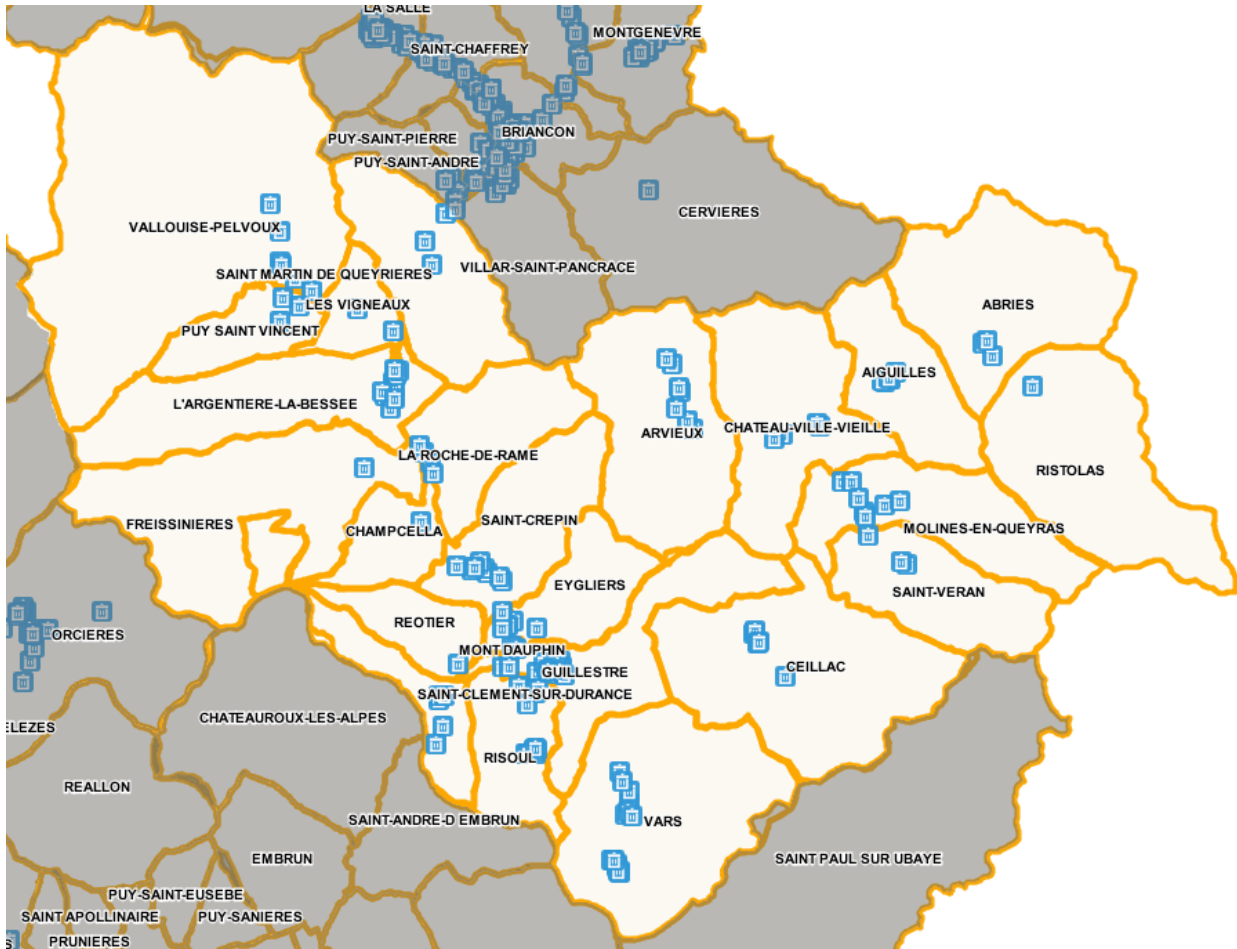 LA SALLE
MONTGENEVRE
SAINT-CHAFFREY
BRIANCON
PUY-SAINT-PIERRE
PUY-SAINT-ANDRE
CERVIERES
VALLOUISE-PELVOUX
VILLAR-SAINT-PANCRACE
SAINT MARTIN DE QUEYRIERES
LES VIGNEAUX
ABRIES
PUY SAINT VINCENT
AIGUILLES
L'ARGENTIERE-LA-BESSEE
CHATEAU-VILLE-VIEILLE
ARVIEUX
LA ROCHE-DE-RAME
RISTOLAS
SAINT-CREPIN
FREISSINIERES
MOLINES-EN-QUEYRAS
CHAMPCELLA
EYGLIERS
SAINT-VERAN
REOTIER
ORCIERES
MONT DAUPHIN
CEILLAC
GUILLESTRE
SAINT-CLEMENT-SUR-DURANCE
CHATEAUROUX-LES-ALPES
ELEZES
RISOUL
REALLON
SAINT-ANDRE-D EMBRUN
VARS
EMBRUN
SAINT PAUL SUR UBAYE
PUY-SAINT-EUSEBE
SAINT APOLLINAIRE
PUY-SANIERES
PRUNIERES
S